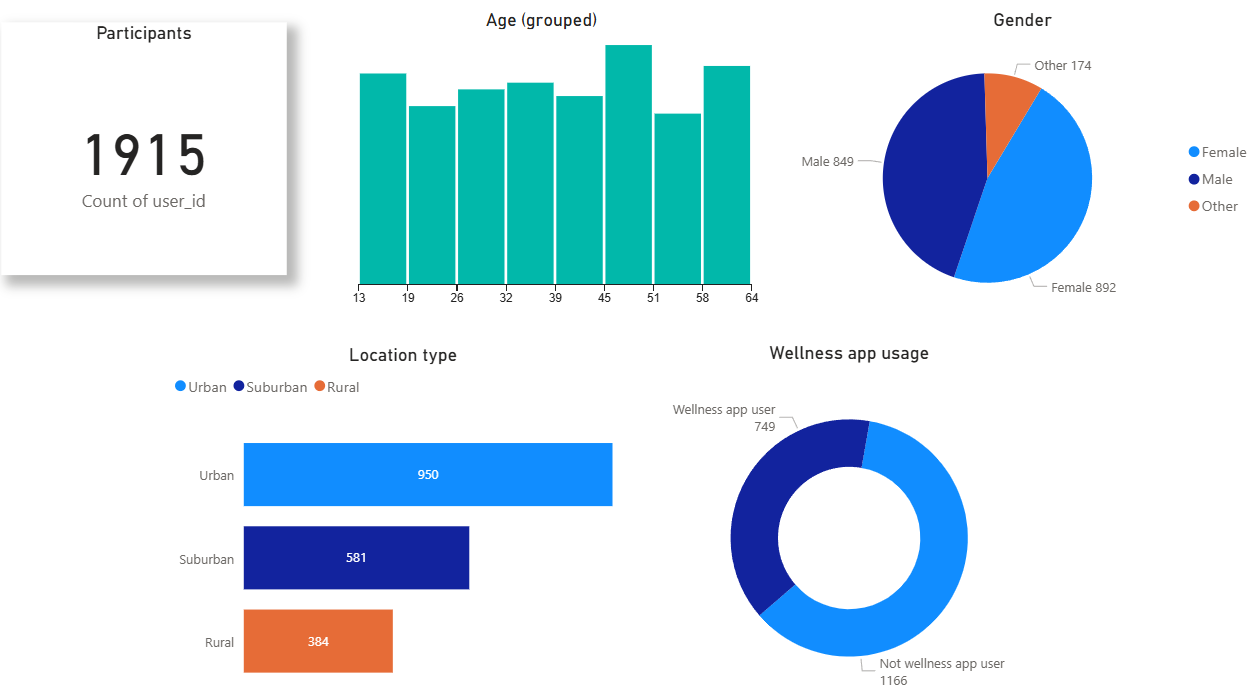 Participants
1915
Count of user_id
Age (grouped)
13 19 26 32 39 45 51 58 64
Gender
Other 174
Male 849
Female 892
Female
Male
Other
Location type
Urban Suburban Rural
Urban 950
Suburban 581
Rural 384
Wellness app usage
Wellness app user
749
Not wellness app user
1166